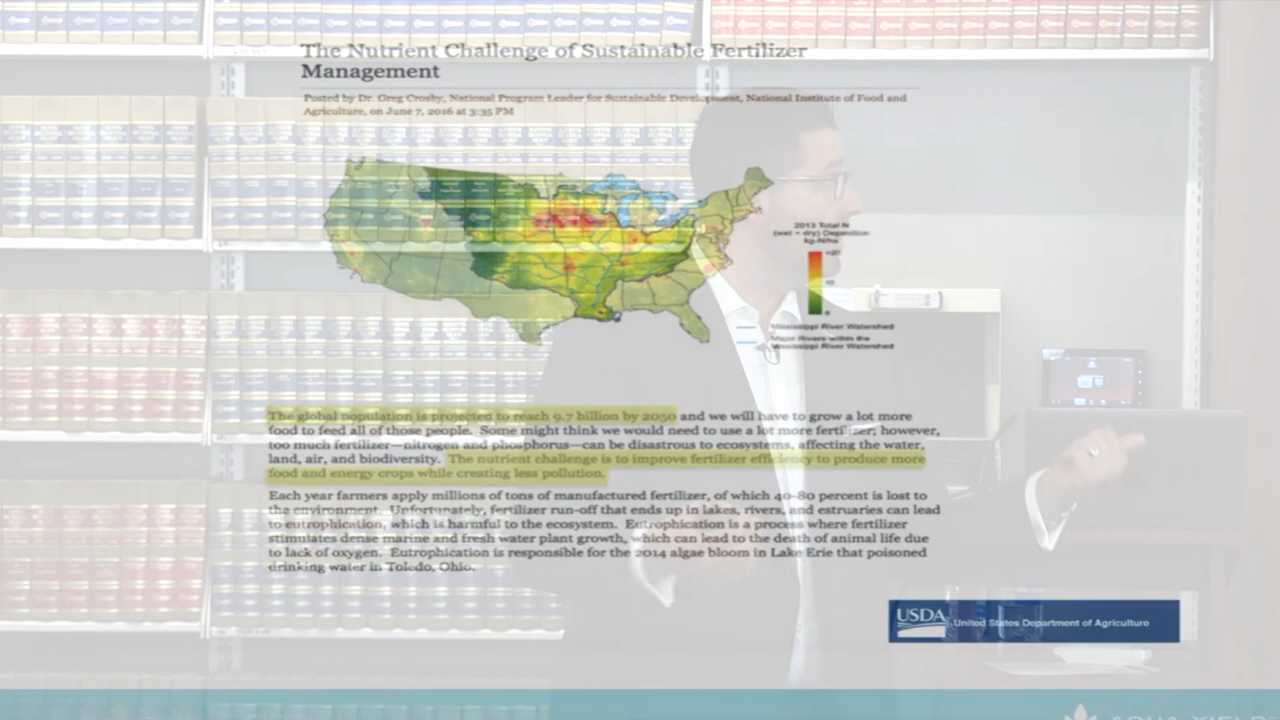 The Nutrient Challenge of Sustainable Fertilizer
Management
Posted by Dr. Greg Crosby, National Program Leader for Sustainable Development, National Institute of Food and
Agriculture, on June 7, 2016 at 3:35 PM
2013 Total N
(wet + dry) Deposition
kg-N/ha
>20
10
0
Mississippi River Watershed
Major Rivers within the
Mississippi River Watershed
The global population is projected to reach 9.7 billion by 2050 and we will have to grow a lot more
food to feed all of those people. Some might think we would need to use a lot more fertilizer; however,
too much fertilizer—nitrogen and phosphorus—can be disastrous to ecosystems, affecting the water,
land, air, and biodiversity. The nutrient challenge is to improve fertilizer efficiency to produce more
food and energy crops while creating less pollution.
Each year farmers apply millions of tons of manufactured fertilizer, of which 40-80 percent is lost to
the environment. Unfortunately, fertilizer run-off that ends up in lakes, rivers, and estuaries can lead
to eutrophication, which is harmful to the ecosystem. Eutrophication is a process where fertilizer
stimulates dense marine and fresh water plant growth, which can lead to the death of animal life due
to lack of oxygen. Eutrophication is responsible for the 2014 algae bloom in Lake Erie that poisoned
drinking water in Toledo, Ohio.
USDA United States Department of Agriculture